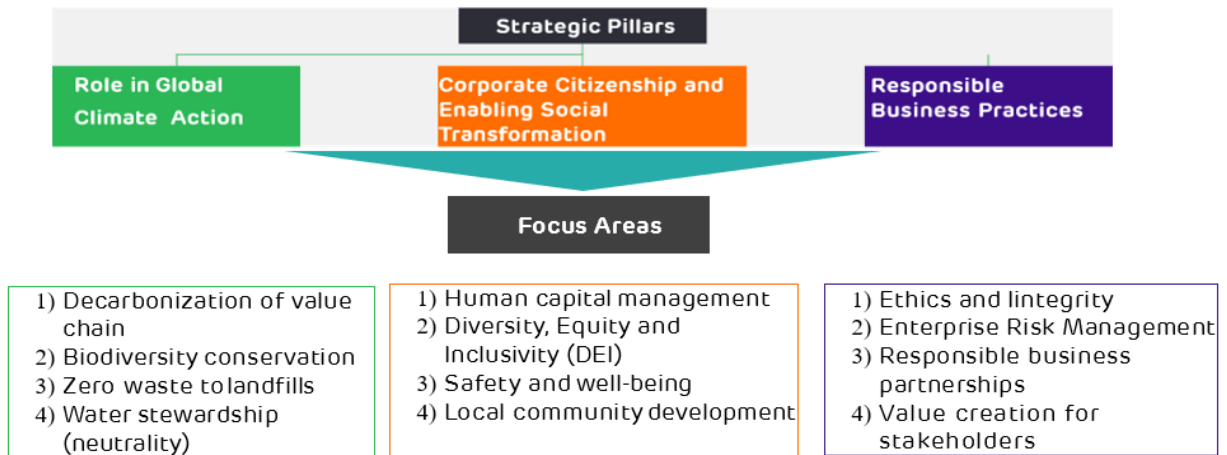 Strategic Pillars
Role in Global
Climate Action
Corporate Citizenship and
Enabling Social
Transformation
Responsible
Business Practices
Focus Areas
1) Decarbonization of value
chain
2) Biodiversity conservation
3) Zero waste to landfills
4) Water stewardship
(neutrality)
1) Human capital management
2) Diversity, Equity and
Inclusivity (DEI)
3) Safety and well-being
4) Local community development
1) Ethics and lintegrity
2) Enterprise Risk Management
3) Responsible business
partnerships
4) Value creation for
stakeholders